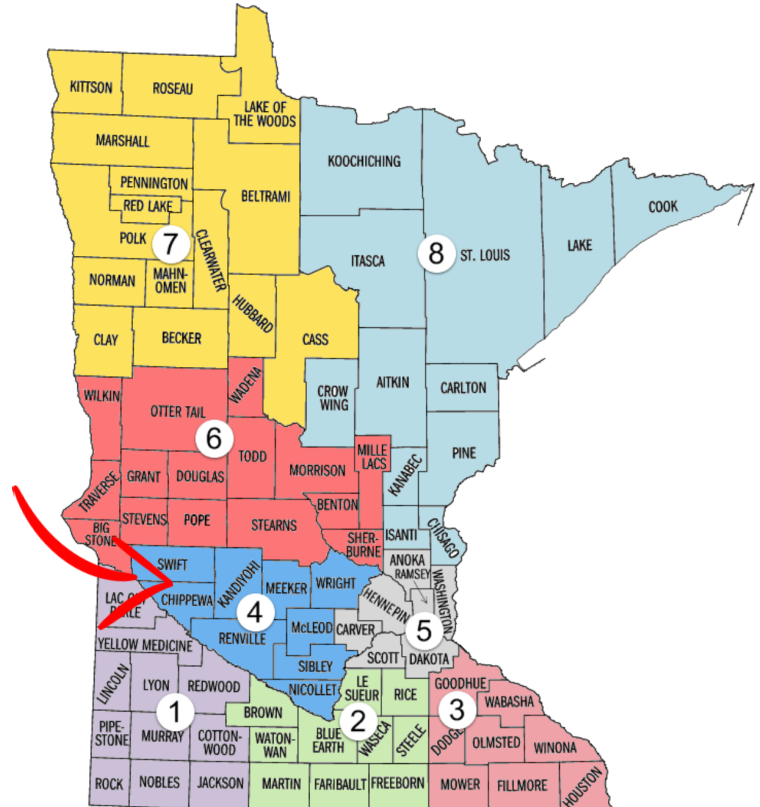 KITTSON
ROSEAU
LAKE OF
THE WOODS
MARSHALL
KOOCHICHING
PENNINGTON
BELTRAMI
RED LAKE
COOK
POLK
7
CLEARWATER
ITASCA
8
ST. LOUIS
LAKE
NORMAN
MAHN-
OMEN
HUBBARD
CLAY
BECKER
CASS
WILKIN
WADENA
CROW
WING
AITKIN
CARLTON
OTTER TAIL
6
TODD
MORRISON
MILLE
LACS
KANABEC
PINE
TRAVERSE
GRANT
DOUGLAS
BENTON
BIG
STONE
STEVENS
POPE
STEARNS
SHER-
BURNE
ISANTI
CHISAGO
SWIFT
KANDIYOHI
MEEKER
WRIGHT
ANOKA
RAMSEY
WASHINGTON
HENNEPIN
LAC QUI
PARLE
CHIPPEWA
4
McLEOD
CARVER
5
YELLOW MEDICINE
RENVILLE
SIBLEY
SCOTT
DAKOTA
LINCOLN
LYON
REDWOOD
NICOLLET
LE
SUEUR
RICE
GOODHUE
WABASHA
1
BROWN
2
3
PIPE-
STONE
MURRAY
COTTON-
WOOD
WATON-
WAN
BLUE
EARTH
WASECA
STEELE
DODGE
OLMSTED
WINONA
ROCK
NOBLES
JACKSON
MARTIN
FARIBAULT
FREEBORN
MOWER
FILLMORE
HOUSTON